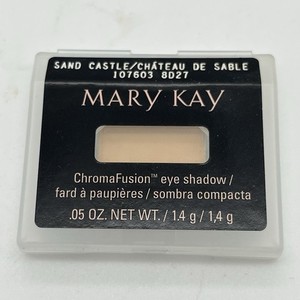 SAND CASTLE/CHÂTEAU DE SABLE
107603 8D27
MARY KAY
ChromaFusion™ eye shadow /
fard à paupières / sombra compacta
.05 OZ. NET WT. / 1.4 g / 1,4 g